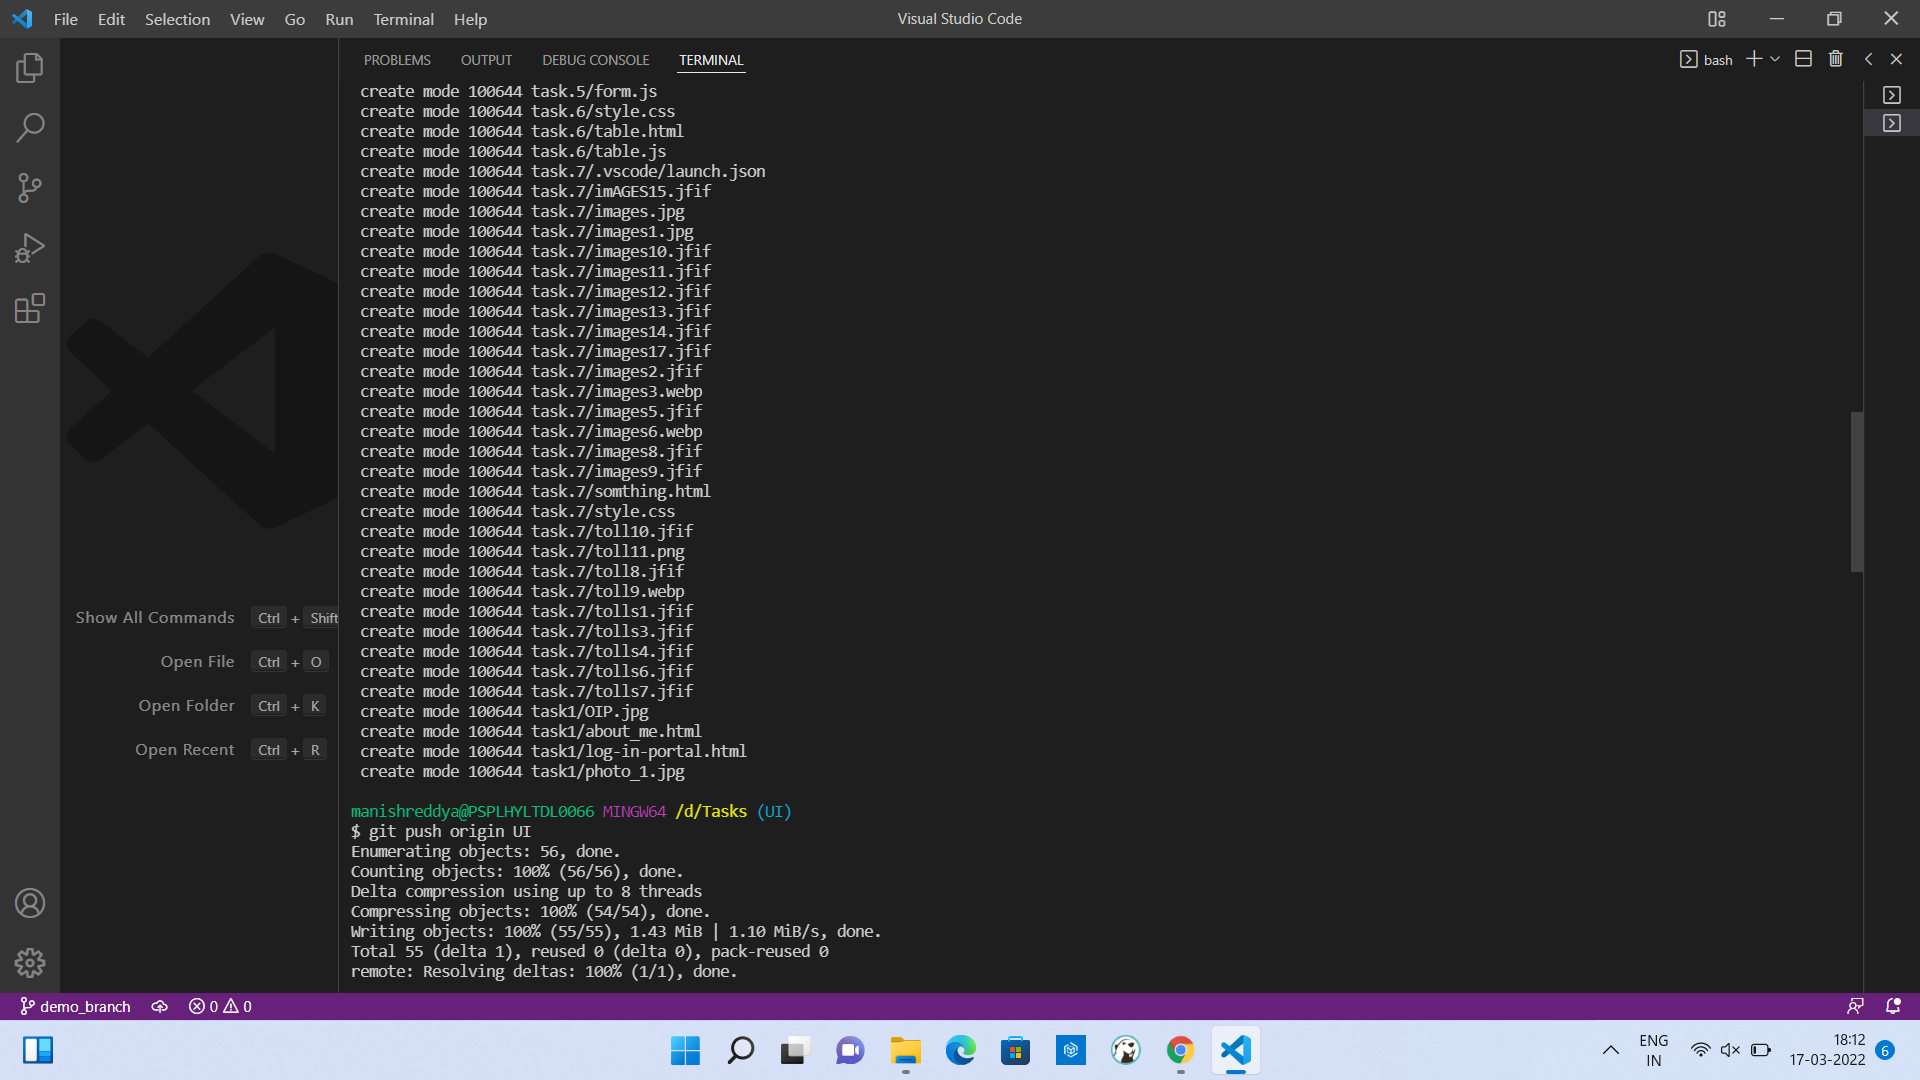 File Edit Selection View Go Run Terminal Help
Visual Studio Code
PROBLEMS OUTPUT DEBUG CONSOLE TERMINAL
bash
create mode 100644 task.5/form.js
create mode 100644 task.6/style.css
create mode 100644 task.6/table.html
create mode 100644 task.6/table.js
create mode 100644 task.7/.vscode/launch.json
create mode 100644 task.7/imAGES15.jfif
create mode 100644 task.7/images.jpg
create mode 100644 task.7/images1.jpg
create mode 100644 task.7/images10.jfif
create mode 100644 task.7/images11.jfif
create mode 100644 task.7/images12.jfif
create mode 100644 task.7/images13.jfif
create mode 100644 task.7/images14.jfif
create mode 100644 task.7/images17.jfif
create mode 100644 task.7/images2.jfif
create mode 100644 task.7/images3.webp
create mode 100644 task.7/images5.jfif
create mode 100644 task.7/images6.webp
create mode 100644 task.7/images8.jfif
create mode 100644 task.7/images9.jfif
create mode 100644 task.7/somthing.html
create mode 100644 task.7/style.css
create mode 100644 task.7/toll10.jfif
create mode 100644 task.7/toll11.png
create mode 100644 task.7/toll8.jfif
create mode 100644 task.7/toll9.webp
create mode 100644 task.7/tolls1.jfif
create mode 100644 task.7/tolls3.jfif
create mode 100644 task.7/tolls4.jfif
create mode 100644 task.7/tolls6.jfif
create mode 100644 task.7/tolls7.jfif
create mode 100644 task1/OIP.jpg
create mode 100644 task1/about_me.html
create mode 100644 task1/log-in-portal.html
create mode 100644 task1/photo_1.jpg
manishreddya@PSPLHYLTDL0066 MINGW64 /d/Tasks (UI)
$ git push origin UI
Enumerating objects: 56, done.
Counting objects: 100% (56/56), done.
Delta compression using up to 8 threads
Compressing objects: 100% (54/54), done.
Writing objects: 100% (55/55), 1.43 MiB | 1.10 MiB/s, done.
Total 55 (delta 1), reused 0 (delta 0), pack-reused 0
remote: Resolving deltas: 100% (1/1), done.
Show All Commands Ctrl + Shift
Open File Ctrl + O
Open Folder Ctrl + K
Open Recent Ctrl + R
demo_branch 0 0
ENG
IN
18:12
17-03-2022
6